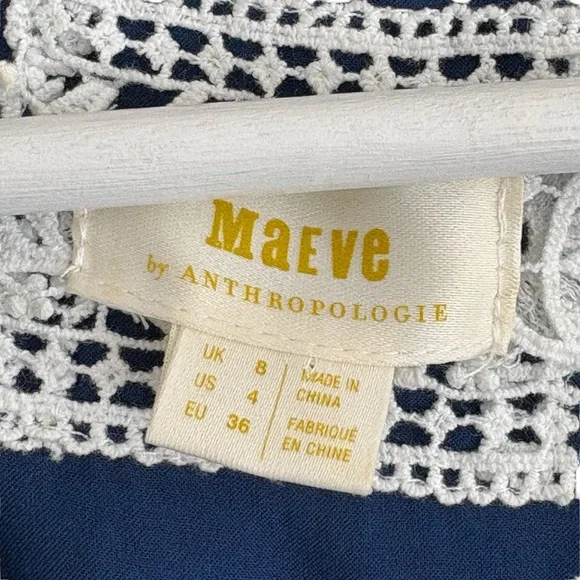 MaEVe
by ANTHROPOLOGIE
UK 8
US 4
EU 36
MADE IN
CHINA
FABRIQUÉ
EN CHINE